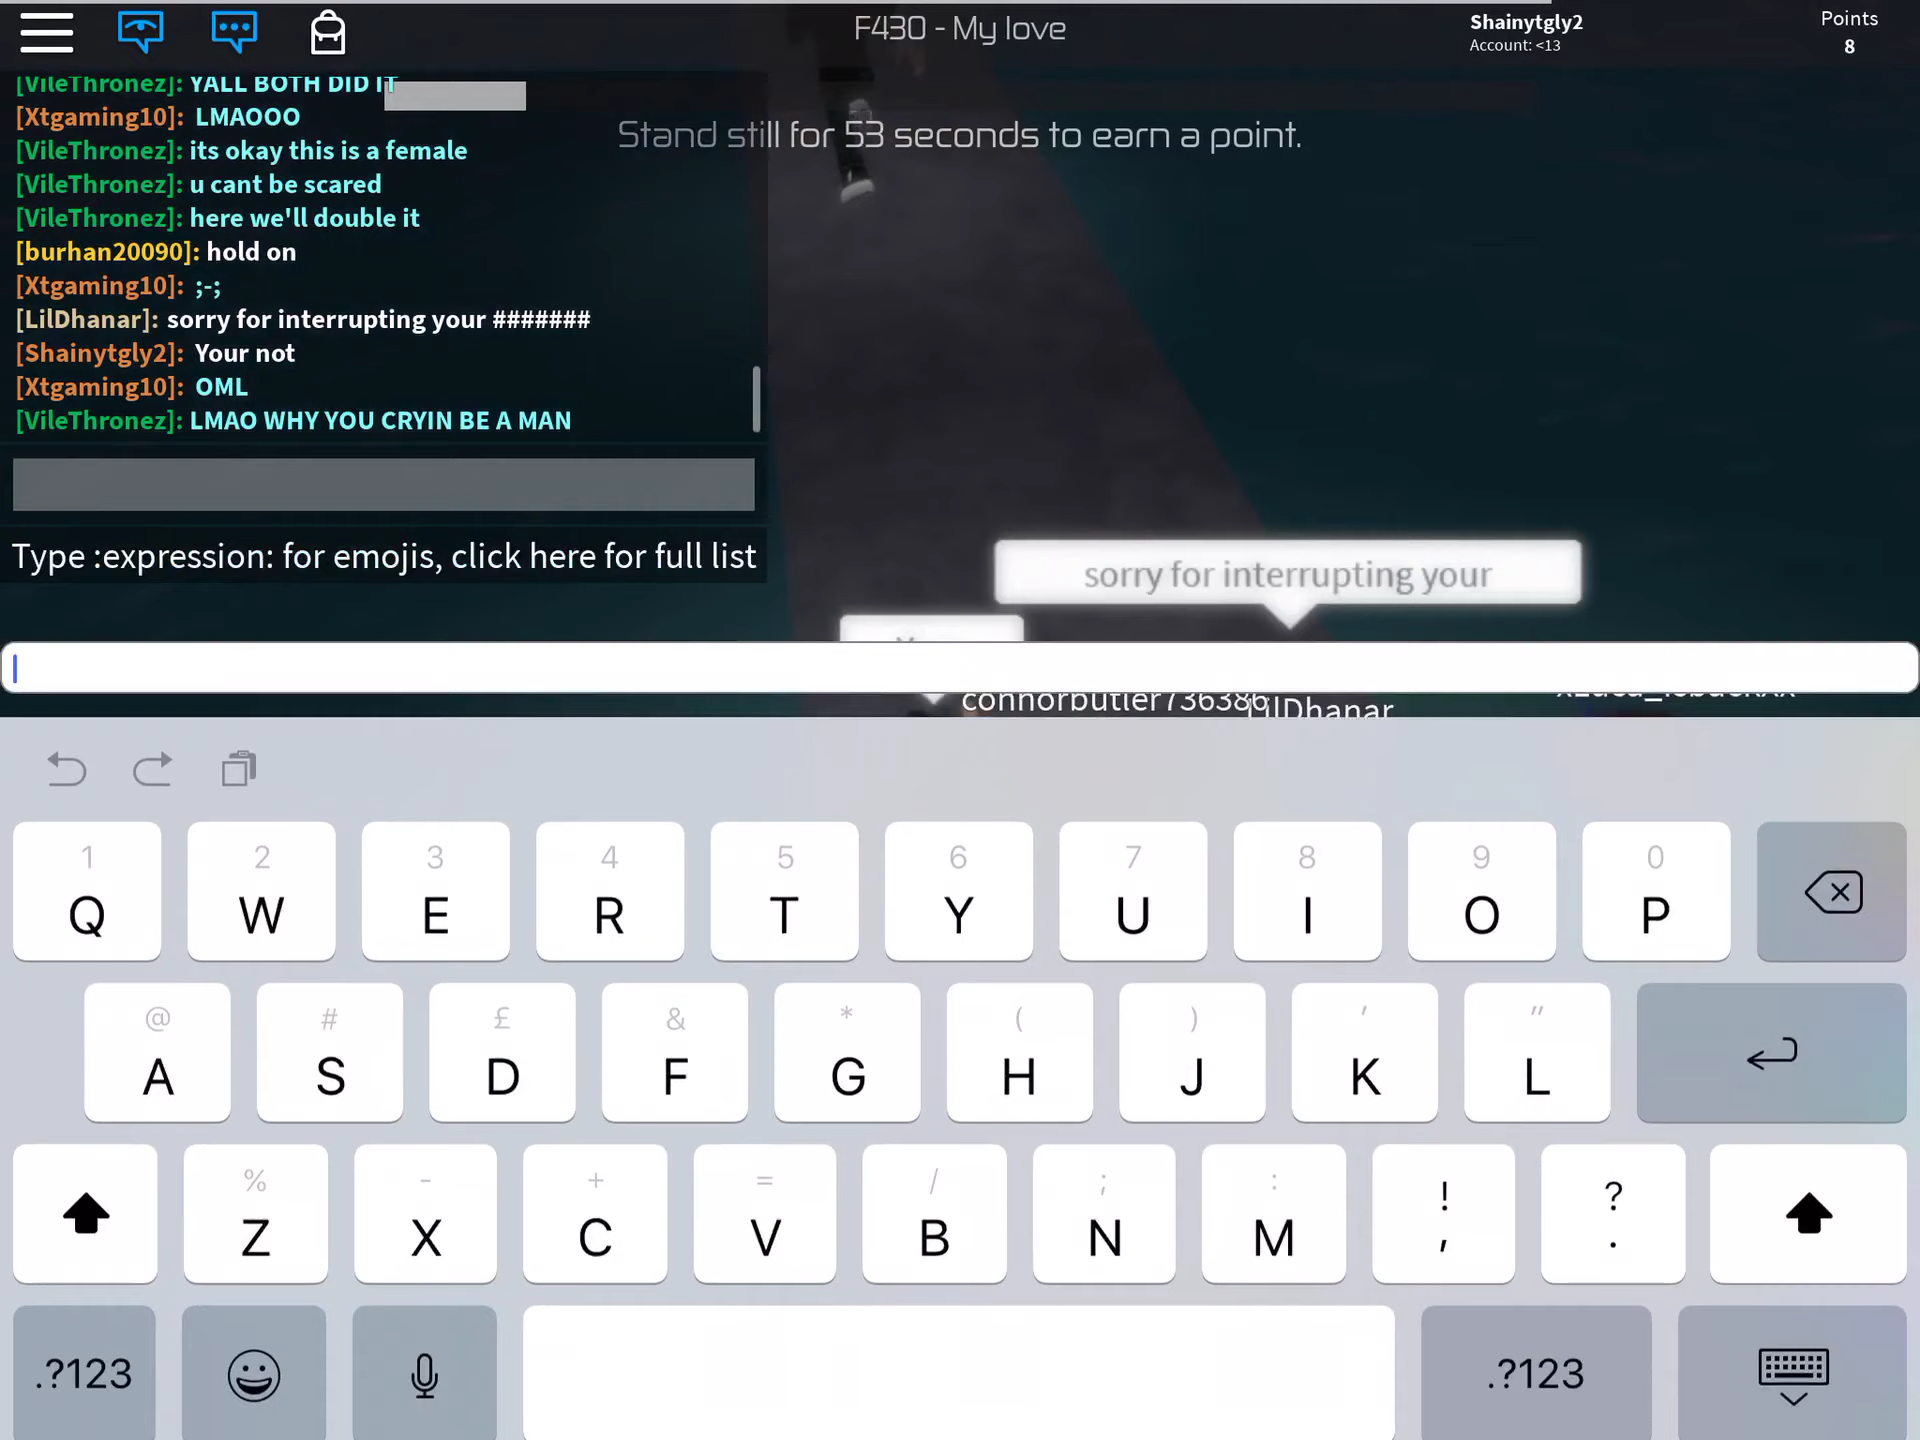 F430 - My love
Shainytgly2
Account: <13
Points
8
[VileThronez]: YALL BOTH DID IT
[Xtgaming10]: LMAOOO
[VileThronez]: its okay this is a female
[VileThronez]: u cant be scared
[VileThronez]: here we'll double it
[burhan20090]: hold on
[Xtgaming10]: ;-;
[LilDhanar]: sorry for interrupting your #######
[Shainytgly2]: Your not
[Xtgaming10]: OML
[VileThronez]: LMAO WHY YOU CRYIN BE A MAN
Stand still for 53 seconds to earn a point.
Type :expression: for emojis, click here for full list
sorry for interrupting your
connorbutler736386
LilDhanar
1 2 3 4 5 6 7 8 9 0
Q W E R T Y U I O P
@ # £ & * ( ) ' "
A S D F G H J K L
% - + = / ; : ! ?
Z X C V B N M , .
.?123 .?123